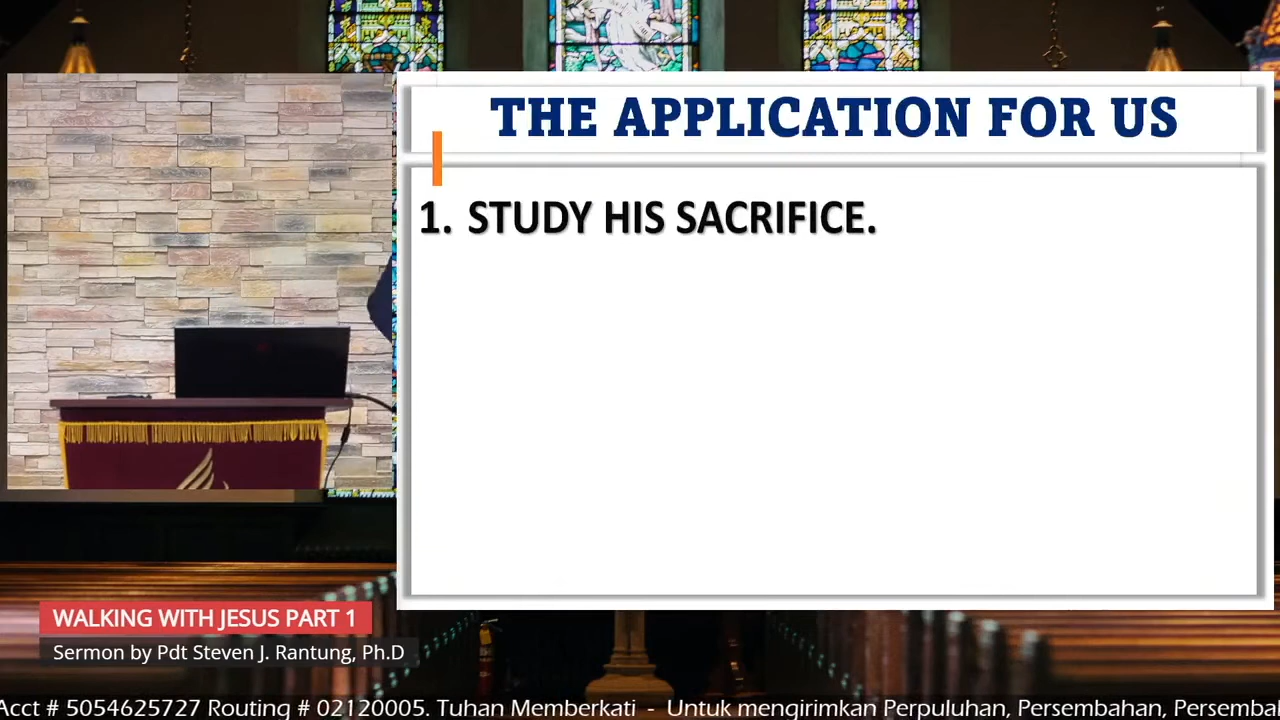 THE APPLICATION FOR US
1. STUDY HIS SACRIFICE.
WALKING WITH JESUS PART 1
Sermon by Pdt Steven J. Rantung, Ph.D
Acct # 5054625727 Routing # 02120005. Tuhan Memberkati - Untuk mengirimkan Perpuluhan, Persembahan,